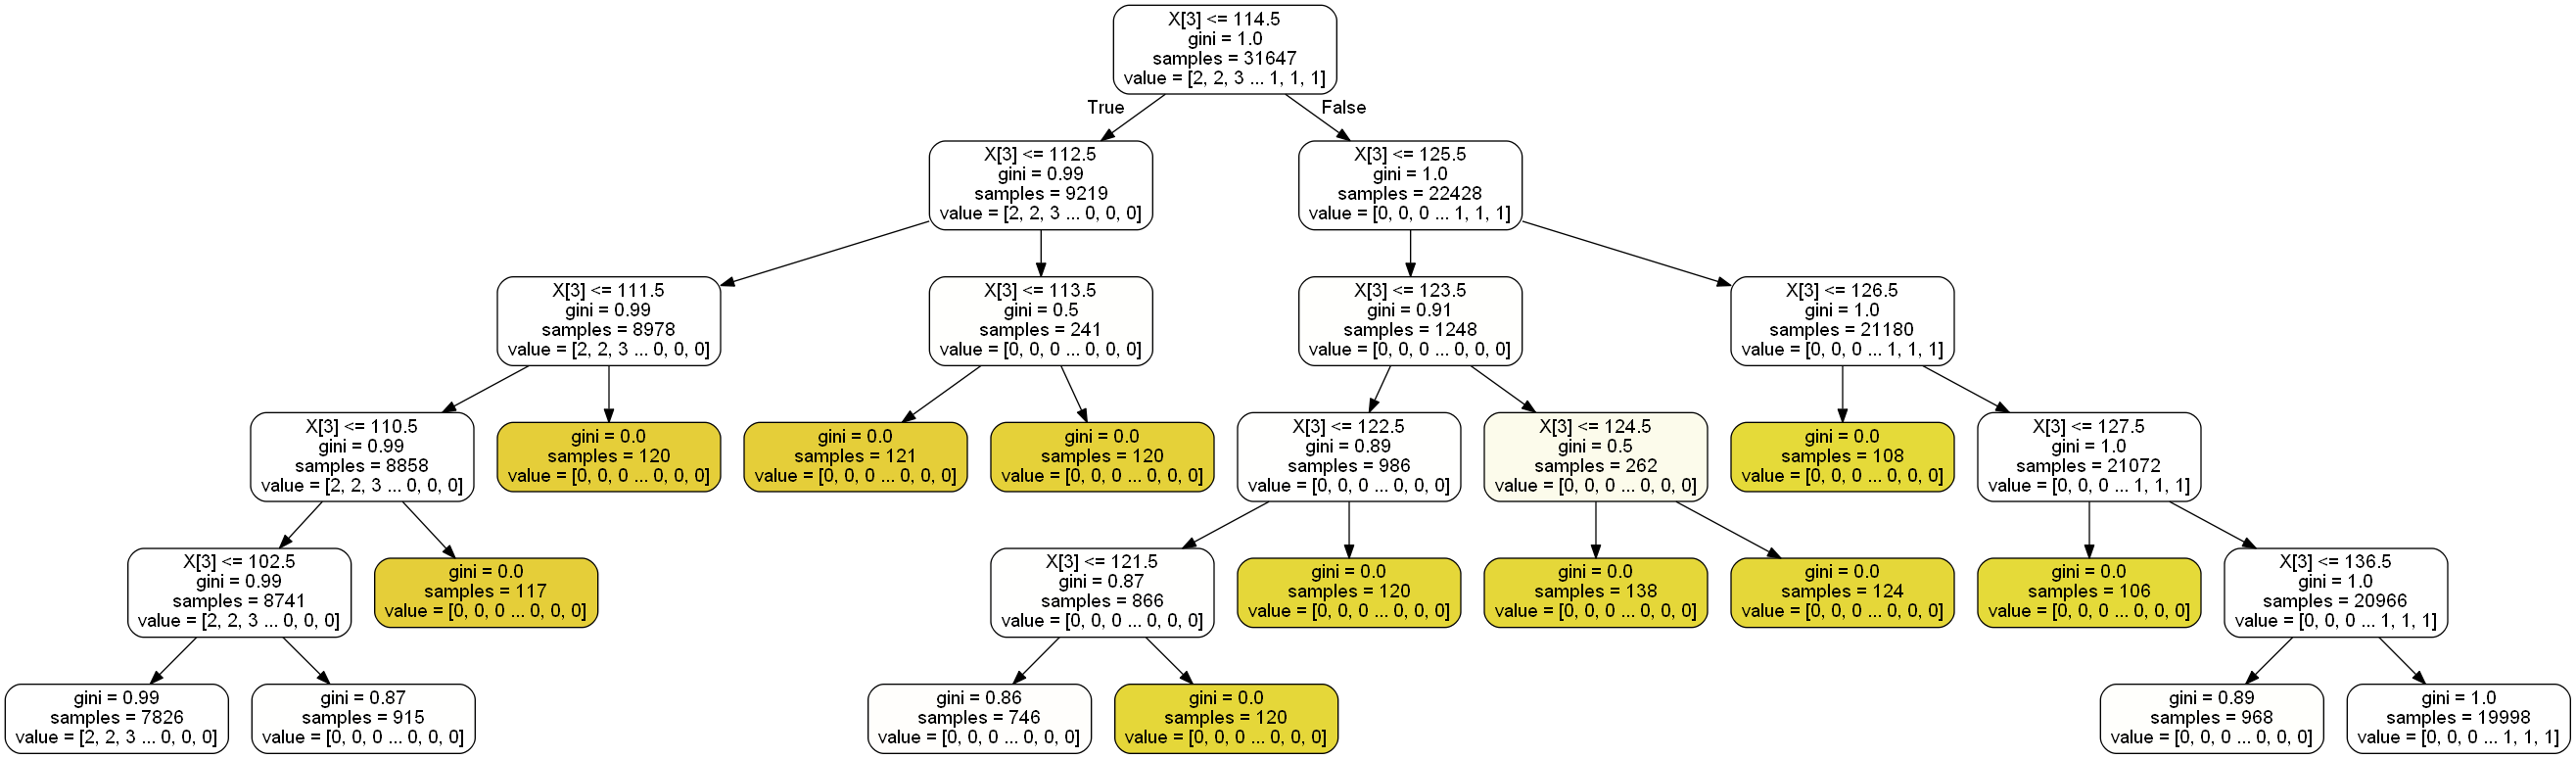 X[3] <= 114.5
gini = 1.0
samples = 31647
value = [2, 2, 3 ... 1, 1, 1]
True
False
X[3] <= 112.5
gini = 0.99
samples = 9219
value = [2, 2, 3 ... 0, 0, 0]
X[3] <= 125.5
gini = 1.0
samples = 22428
value = [0, 0, 0 ... 1, 1, 1]
X[3] <= 111.5
gini = 0.99
samples = 8978
value = [2, 2, 3 ... 0, 0, 0]
X[3] <= 113.5
gini = 0.5
samples = 241
value = [0, 0, 0 ... 0, 0, 0]
X[3] <= 123.5
gini = 0.91
samples = 1248
value = [0, 0, 0 ... 0, 0, 0]
X[3] <= 126.5
gini = 1.0
samples = 21180
value = [0, 0, 0 ... 1, 1, 1]
X[3] <= 110.5
gini = 0.99
samples = 8858
value = [2, 2, 3 ... 0, 0, 0]
gini = 0.0
samples = 120
value = [0, 0, 0 ... 0, 0, 0]
gini = 0.0
samples = 121
value = [0, 0, 0 ... 0, 0, 0]
gini = 0.0
samples = 120
value = [0, 0, 0 ... 0, 0, 0]
X[3] <= 122.5
gini = 0.89
samples = 986
value = [0, 0, 0 ... 0, 0, 0]
X[3] <= 124.5
gini = 0.5
samples = 262
value = [0, 0, 0 ... 0, 0, 0]
gini = 0.0
samples = 108
value = [0, 0, 0 ... 0, 0, 0]
X[3] <= 127.5
gini = 1.0
samples = 21072
value = [0, 0, 0 ... 1, 1, 1]
X[3] <= 102.5
gini = 0.99
samples = 8741
value = [2, 2, 3 ... 0, 0, 0]
gini = 0.0
samples = 117
value = [0, 0, 0 ... 0, 0, 0]
X[3] <= 121.5
gini = 0.87
samples = 866
value = [0, 0, 0 ... 0, 0, 0]
gini = 0.0
samples = 120
value = [0, 0, 0 ... 0, 0, 0]
gini = 0.0
samples = 138
value = [0, 0, 0 ... 0, 0, 0]
gini = 0.0
samples = 124
value = [0, 0, 0 ... 0, 0, 0]
gini = 0.0
samples = 106
value = [0, 0, 0 ... 0, 0, 0]
X[3] <= 136.5
gini = 1.0
samples = 20966
value = [0, 0, 0 ... 1, 1, 1]
gini = 0.99
samples = 7826
value = [2, 2, 3 ... 0, 0, 0]
gini = 0.87
samples = 915
value = [0, 0, 0 ... 0, 0, 0]
gini = 0.86
samples = 746
value = [0, 0, 0 ... 0, 0, 0]
gini = 0.0
samples = 120
value = [0, 0, 0 ... 0, 0, 0]
gini = 0.89
samples = 968
value = [0, 0, 0 ... 0, 0, 0]
gini = 1.0
samples = 19998
value = [0, 0, 0 ... 1, 1, 1]